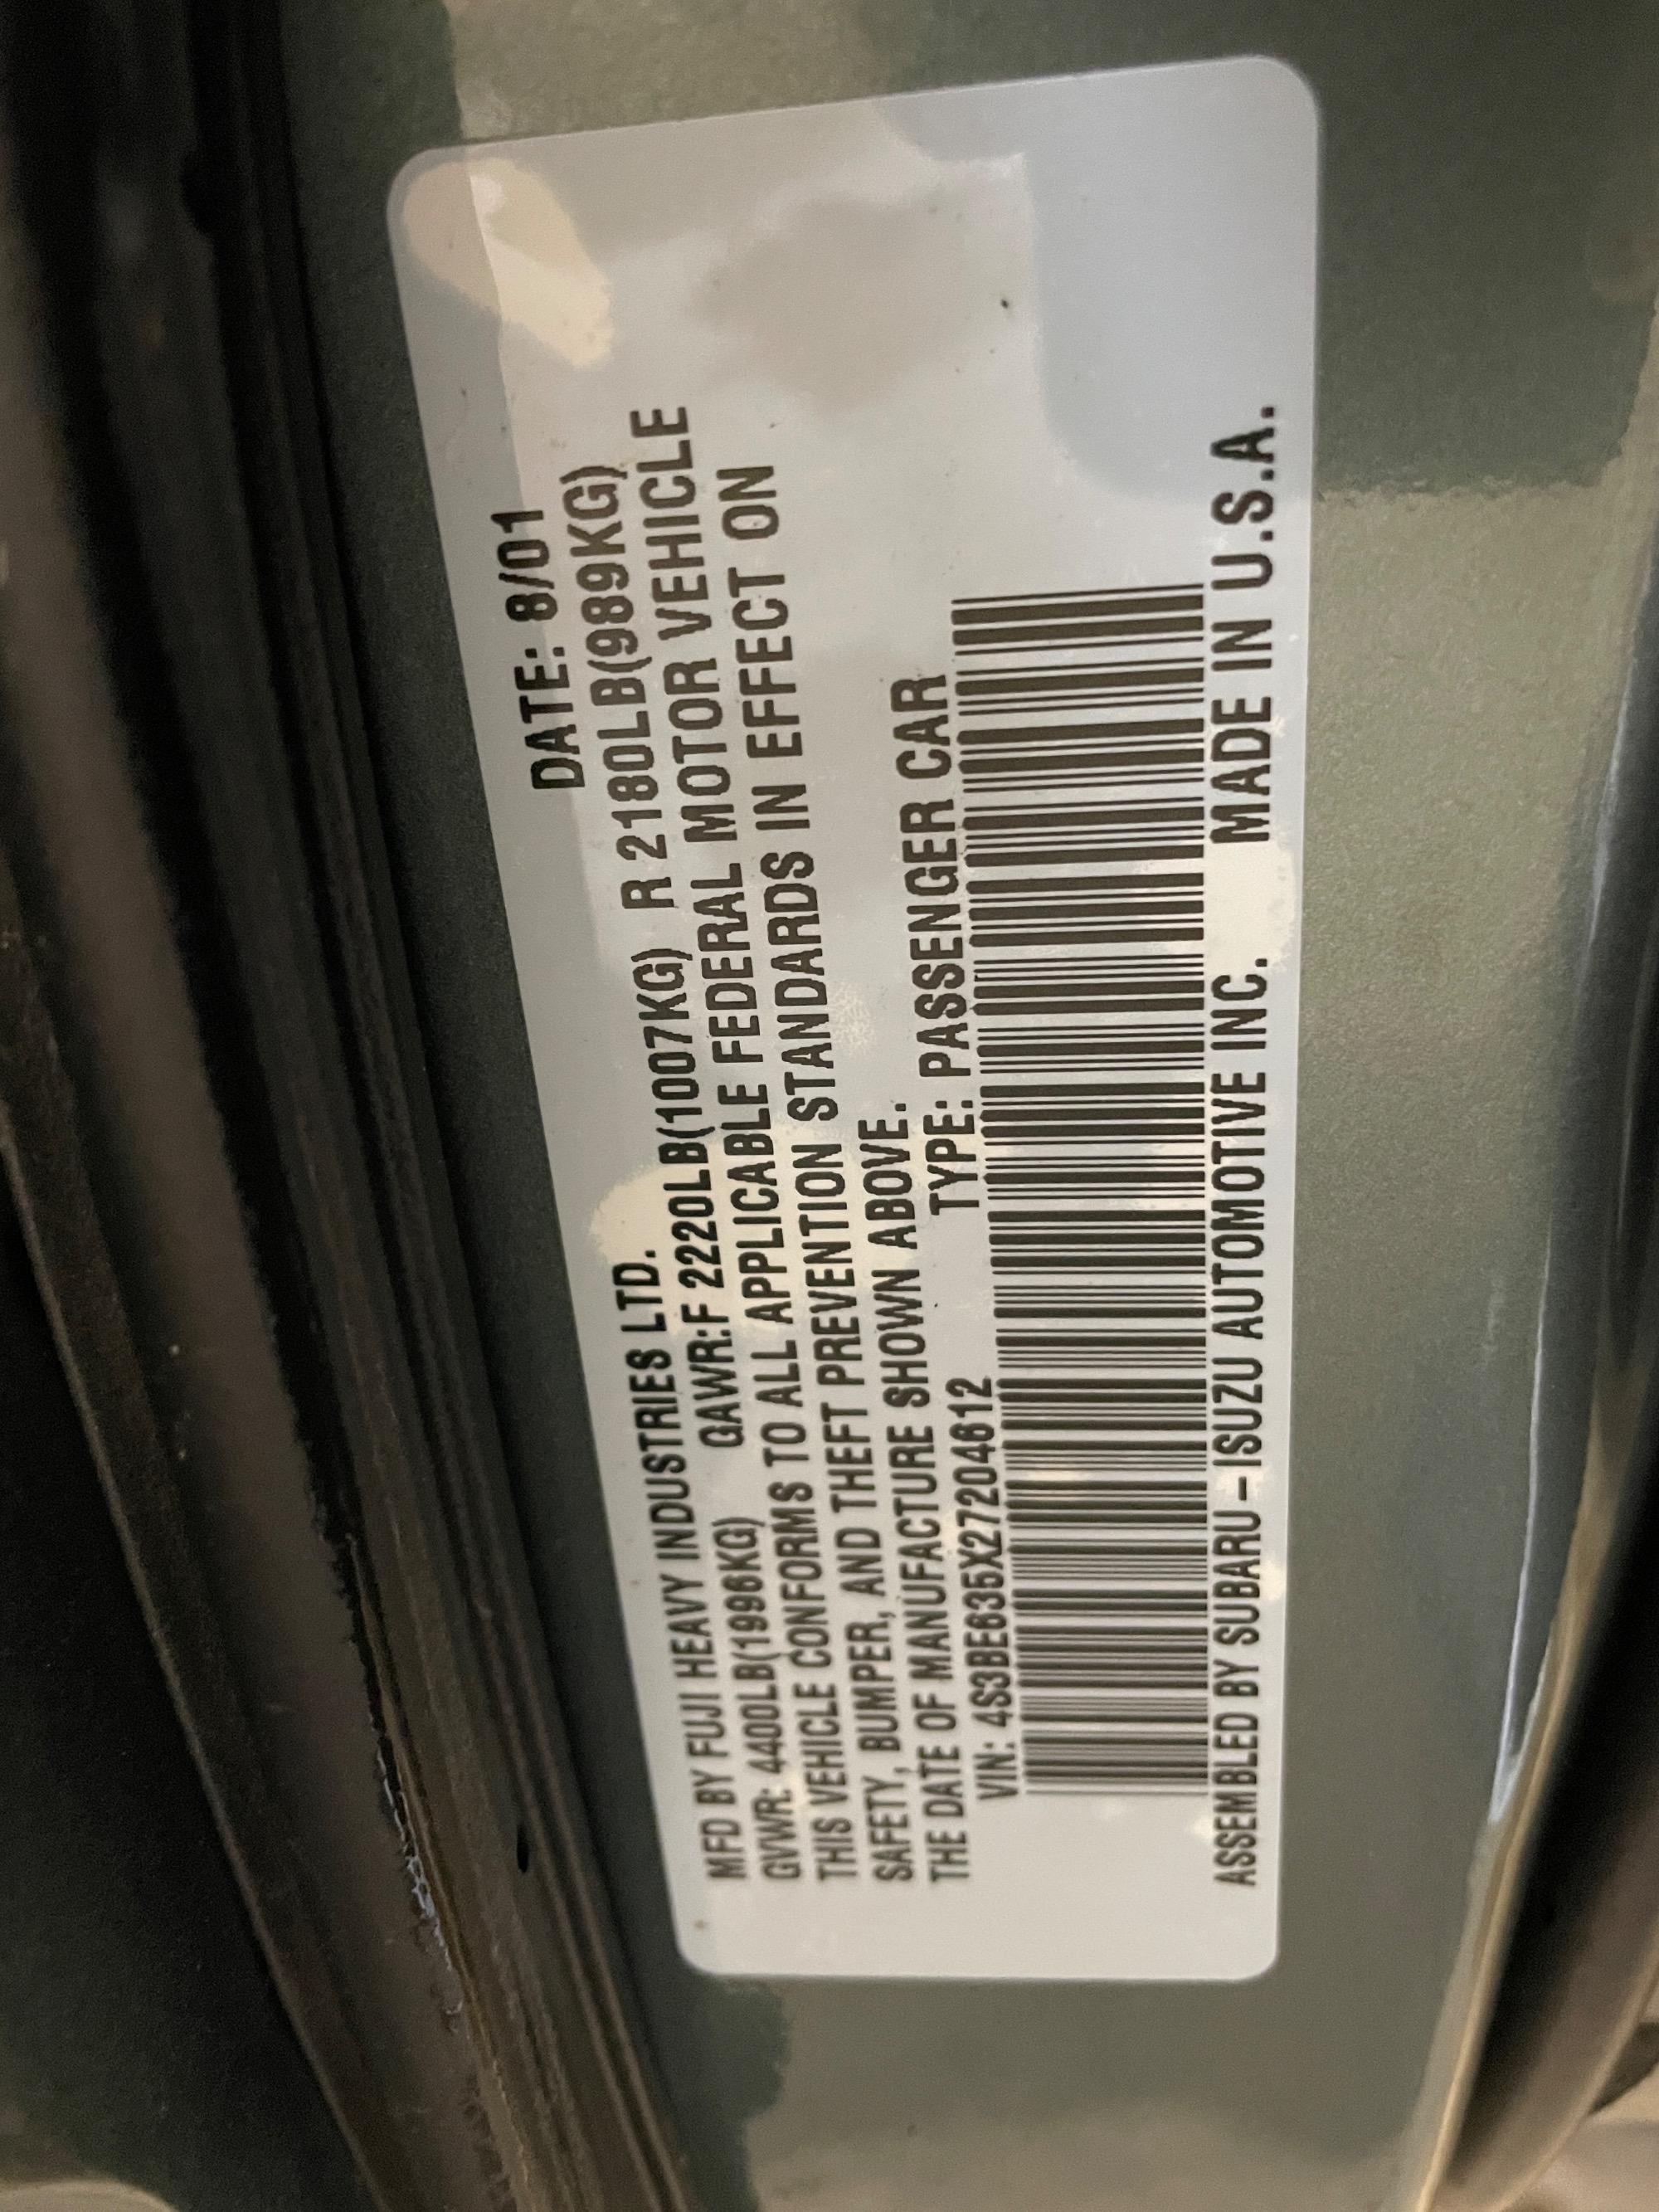 MFD BY FUJI HEAVY INDUSTRIES LTD. DATE: 8/01
GVWR: 4400LB(1996KG) GAWR:F 2220LB(1007KG) R 2180LB(989KG)
THIS VEHICLE CONFORMS TO ALL APPLICABLE FEDERAL MOTOR VEHICLE
SAFETY, BUMPER, AND THEFT PREVENTION STANDARDS IN EFFECT ON
THE DATE OF MANUFACTURE SHOWN ABOVE.
VIN: 4S3BE635X27204612 TYPE: PASSENGER CAR
ASSEMBLED BY SUBARU-ISUZU AUTOMOTIVE INC. MADE IN U.S.A.